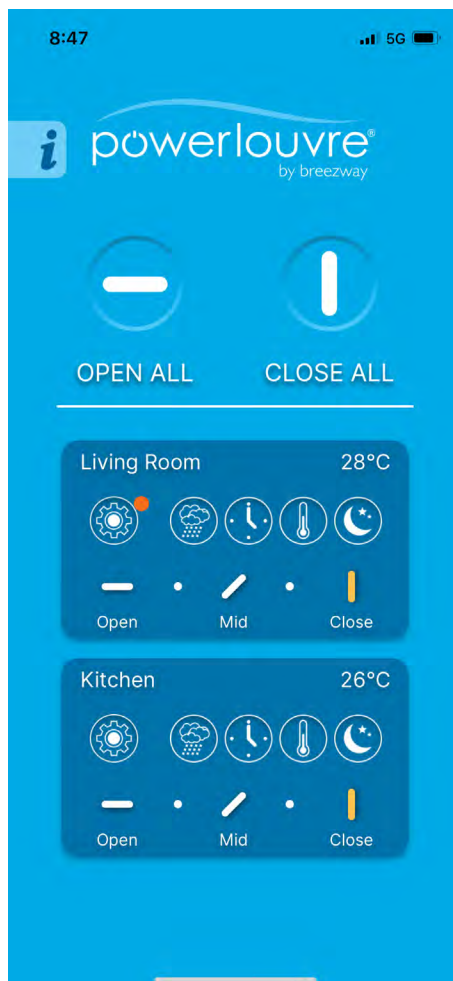 8:47
5G
i
powerlouvre®
by breezway
OPEN ALL
CLOSE ALL
Living Room
28°C
Open
Mid
Close
Kitchen
26°C
Open
Mid
Close